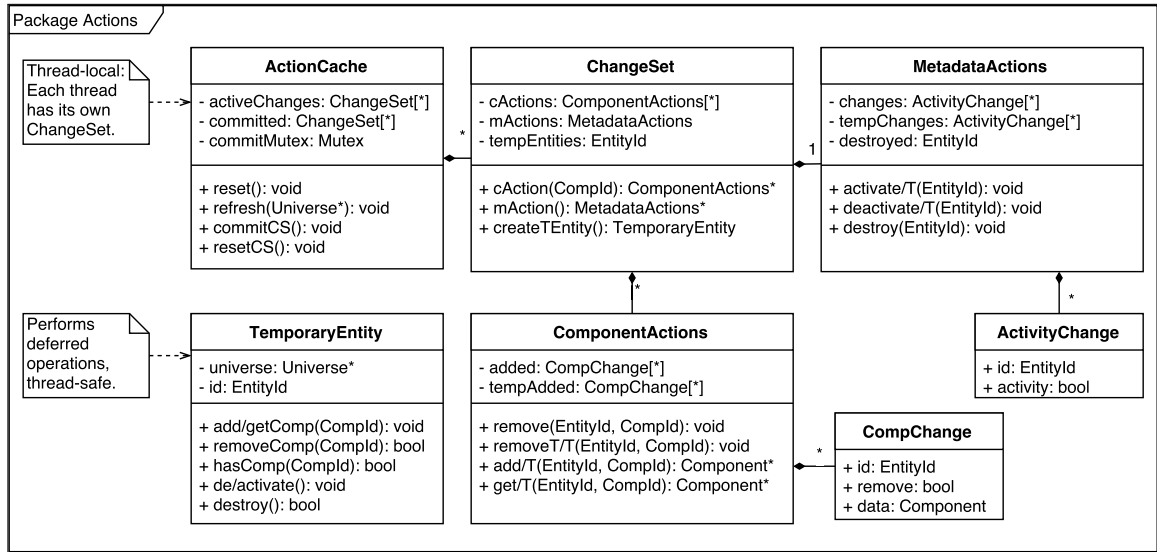 Package Actions
Thread-local:
Each thread
has its own
ChangeSet.
ActionCache
- activeChanges: ChangeSet[*]
- committed: ChangeSet[*]
- commitMutex: Mutex
+ reset(): void
+ refresh(Universe*): void
+ commitCS(): void
+ resetCS(): void
*
ChangeSet
- cActions: ComponentActions[*]
- mActions: MetadataActions
- tempEntities: EntityId
+ cAction(CompId): ComponentActions*
+ mAction(): MetadataActions*
+ createTEntity(): TemporaryEntity
1
MetadataActions
- changes: ActivityChange[*]
- tempChanges: ActivityChange[*]
- destroyed: EntityId
+ activate/T(EntityId): void
+ deactivate/T(EntityId): void
+ destroy(EntityId): void
*
*
Performs
deferred
operations,
thread-safe.
TemporaryEntity
- universe: Universe*
- id: EntityId
+ add/getComp(CompId): void
+ removeComp(CompId): bool
+ hasComp(CompId): bool
+ de/activate(): void
+ destroy(): bool
ComponentActions
- added: CompChange[*]
- tempAdded: CompChange[*]
+ remove(EntityId, CompId): void
+ removeT/T(EntityId, CompId): void
+ add/T(EntityId, CompId): Component*
+ get/T(EntityId, CompId): Component*
*
ActivityChange
+ id: EntityId
+ activity: bool
CompChange
+ id: EntityId
+ remove: bool
+ data: Component